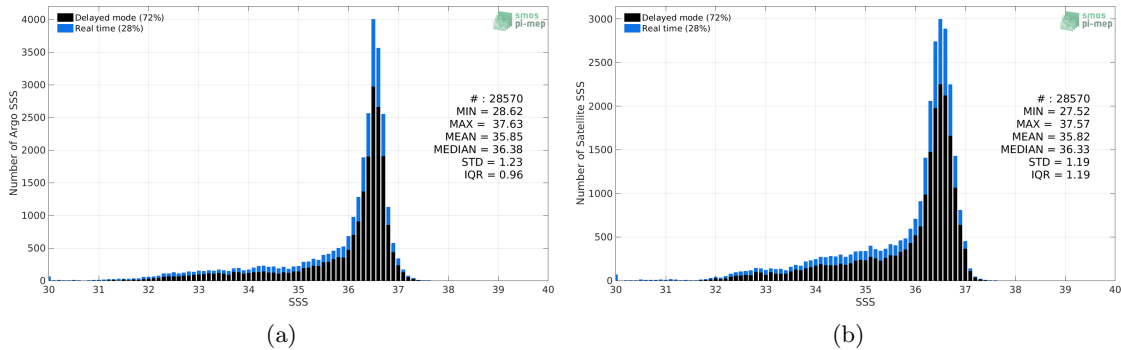 Delayed mode (72%)
Real time (28%)
smos
pi-mep
4000
3500
3000
2500
2000
1500
1000
500
0
Number of Argo SSS
# : 28570
MIN = 28.62
MAX = 37.63
MEAN = 35.85
MEDIAN = 36.38
STD = 1.23
IQR = 0.96
30 31 32 33 34 35 36 37 38 39 40
SSS
(a)
Delayed mode (72%)
Real time (28%)
smos
pi-mep
3000
2500
2000
1500
1000
500
0
Number of Satellite SSS
# : 28570
MIN = 27.52
MAX = 37.57
MEAN = 35.82
MEDIAN = 36.33
STD = 1.19
IQR = 1.19
30 31 32 33 34 35 36 37 38 39 40
SSS
(b)